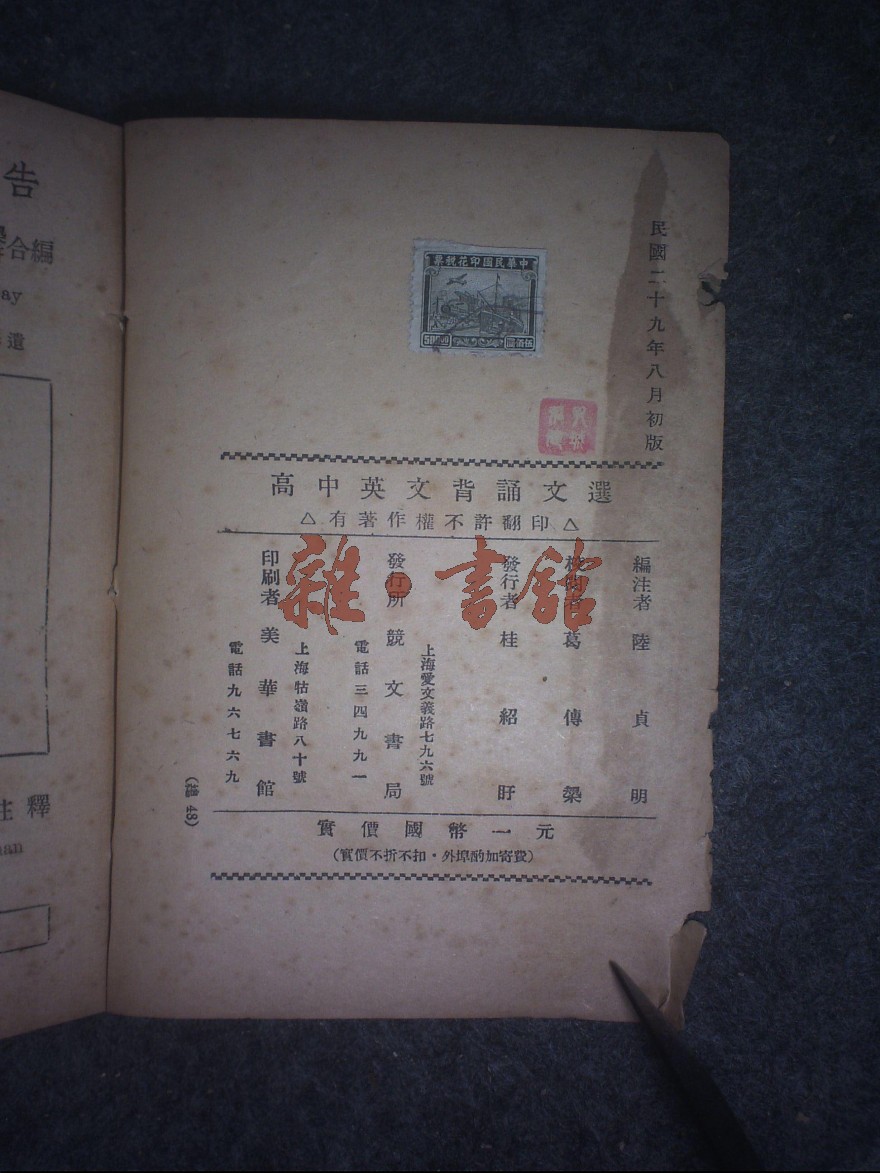 民國二十九年八月初版
中華民國印花稅票
伍佰圓
高中英文背誦文選
△有著作權不許翻印△
編注者 陸貞明
校閱者 葛傳槼
發行者 桂紹盱
上海愛文義路七九六號
發行所 競文書局
電話三四九九一
上海牯嶺路八十號
印刷者 美華書館
電話九六七六九
實價國幣一元
(實價不折不扣·外埠酌加寄費)
雜·書館
告
合編
ay
遺
注釋